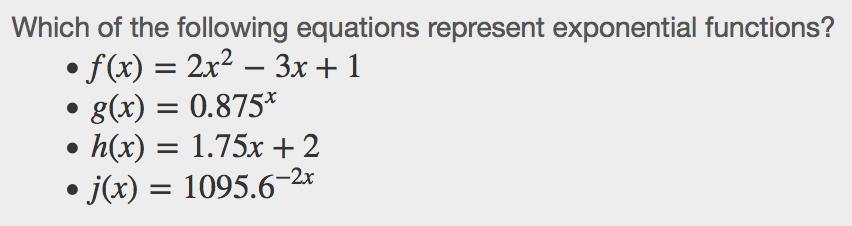 Which of the following equations represent exponential functions?
• f(x) = 2x² − 3x + 1
• g(x) = 0.875ˣ
• h(x) = 1.75x + 2
• j(x) = 1095.6⁻²ˣ